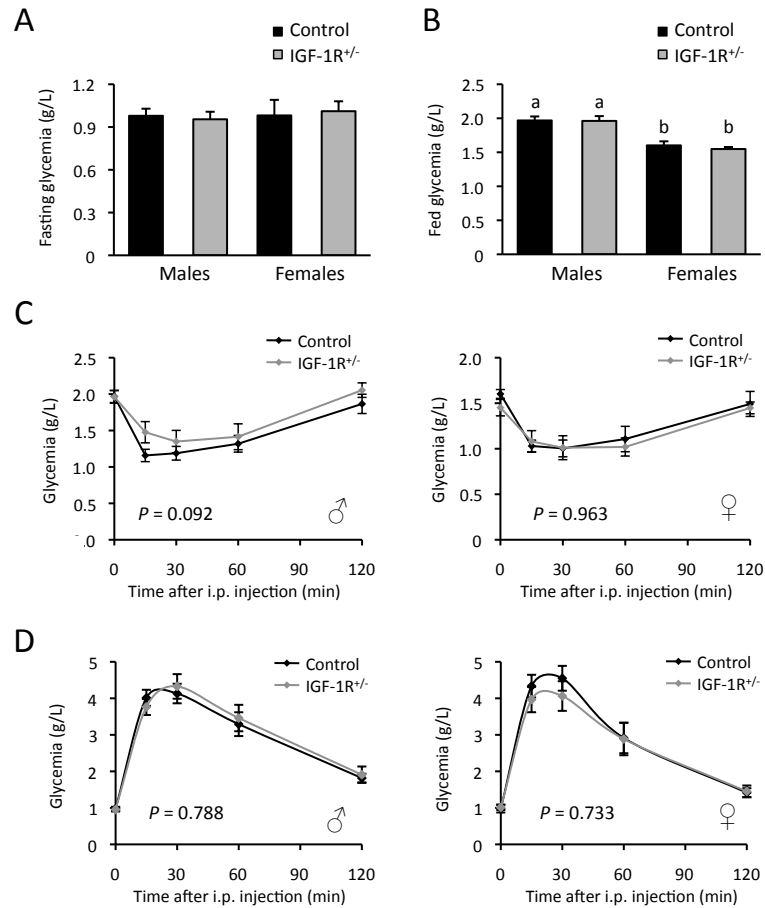 A
Control
IGF-1R+/-
Fasting glycemia (g/L)
1.2
0.9
0.6
0.3
0
Males
Females
B
Control
IGF-1R+/-
Fed glycemia (g/L)
2.5
2.0
1.5
1.0
0.5
0
a
a
b
b
Males
Females
C
Control
IGF-1R+/-
Glycemia (g/L)
2.5
2.0
1.5
1.0
0.5
.0
P = 0.092
♂
0
30
60
90
120
Time after i.p. injection (min)
Control
IGF-1R+/-
Glycemia (g/L)
2.0
1.5
1.0
0.5
0
P = 0.963
♀
0
30
60
90
120
Time after i.p. injection (min)
D
Control
IGF-1R+/-
Glycemia (g/L)
5
4
3
2
1
0
P = 0.788
♂
0
30
60
90
120
Time after i.p. injection (min)
Control
IGF-1R+/-
Glycemia (g/L)
5
4
3
2
1
0
P = 0.733
♀
0
30
60
90
120
Time after i.p. injection (min)